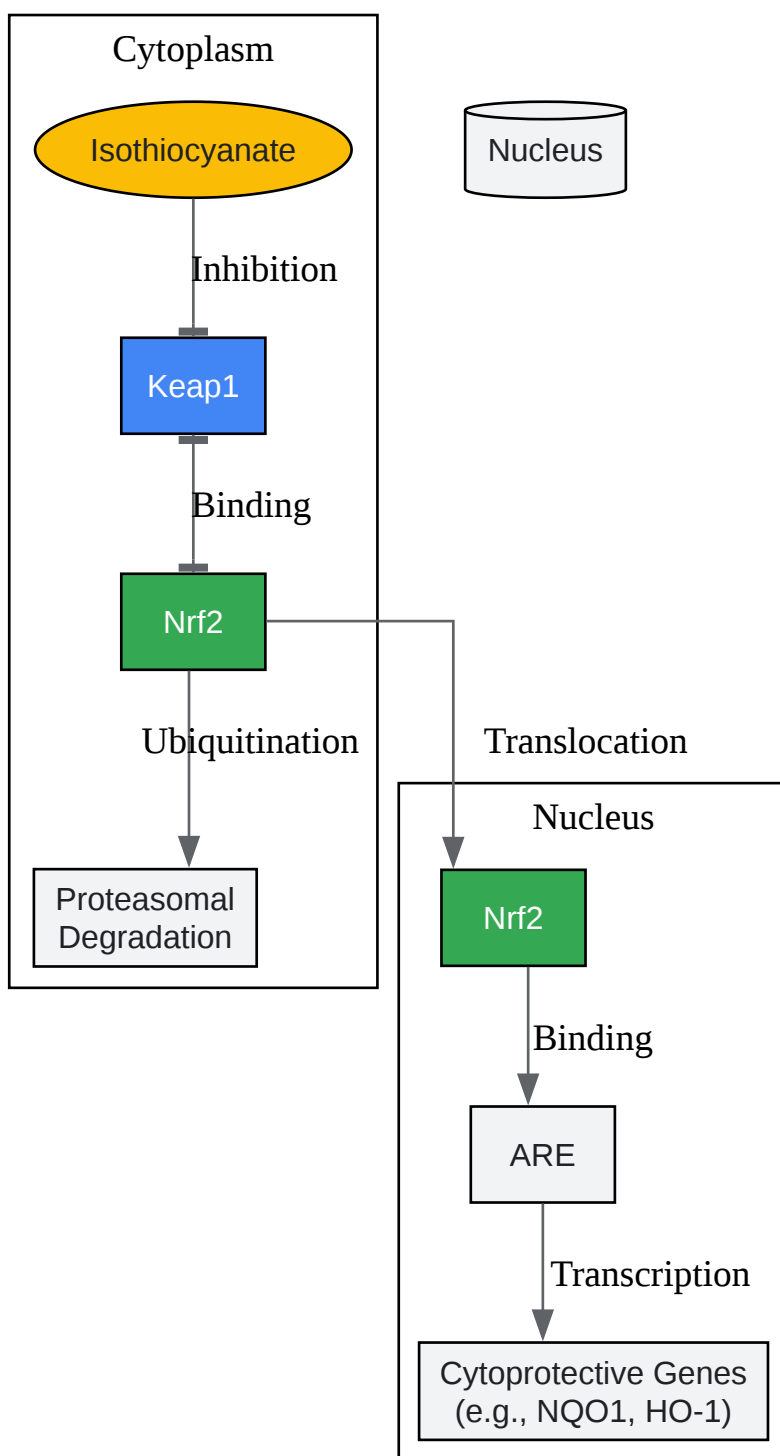 Cytoplasm
Isothiocyanate
Nucleus
Inhibition
Keap1
Binding
Nrf2
Ubiquitination
Translocation
Proteasomal
Degradation
Nucleus
Nrf2
Binding
ARE
Transcription
Cytoprotective Genes
(e.g., NQO1, HO-1)